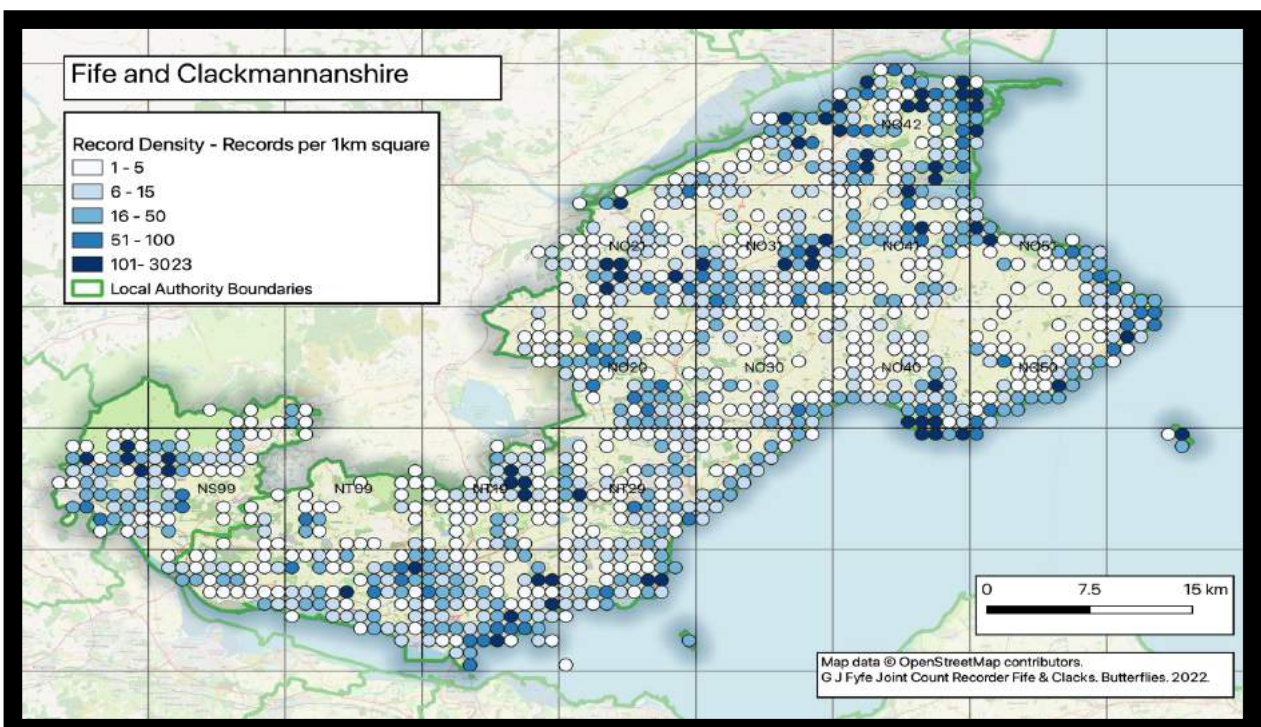 Fife and Clackmannanshire
Record Density - Records per 1km square
1 - 5
6 - 15
16 - 50
51 - 100
101- 3023
Local Authority Boundaries
NO42
NO21
NO31
NO41
NO51
NO20
NO30
NO40
NO50
NS99
NT09
NT19
NT29
0 7.5 15 km
Map data © OpenStreetMap contributors.
G J Fyfe Joint Count Recorder Fife & Clacks. Butterflies. 2022.